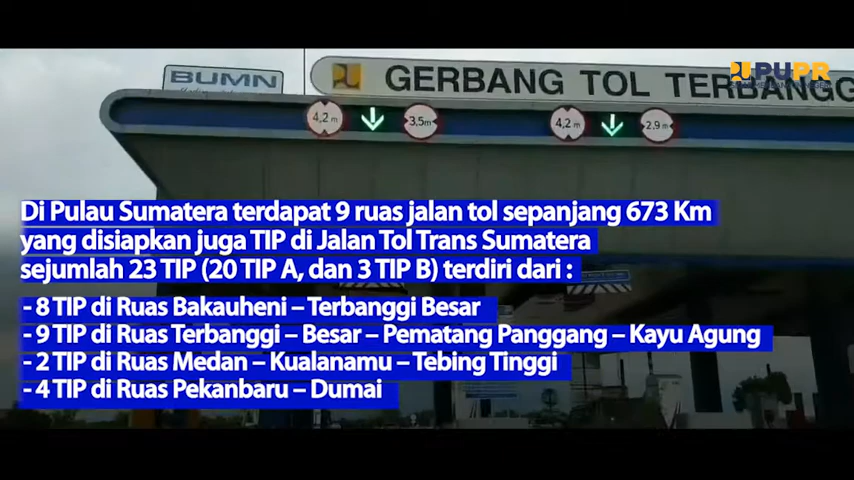 BUMN
GERBANG TOL TERBANGG
PUPR
4,2 m
3,5m
4,2 m
2.9m
Di Pulau Sumatera terdapat 9 ruas jalan tol sepanjang 673 Km
yang disiapkan juga TIP di Jalan Tol Trans Sumatera
sejumlah 23 TIP (20 TIP A, dan 3 TIP B) terdiri dari :
- 8 TIP di Ruas Bakauheni – Terbanggi Besar
- 9 TIP di Ruas Terbanggi – Besar – Pematang Panggang – Kayu Agung
- 2 TIP di Ruas Medan – Kualanamu – Tebing Tinggi
- 4 TIP di Ruas Pekanbaru – Dumai